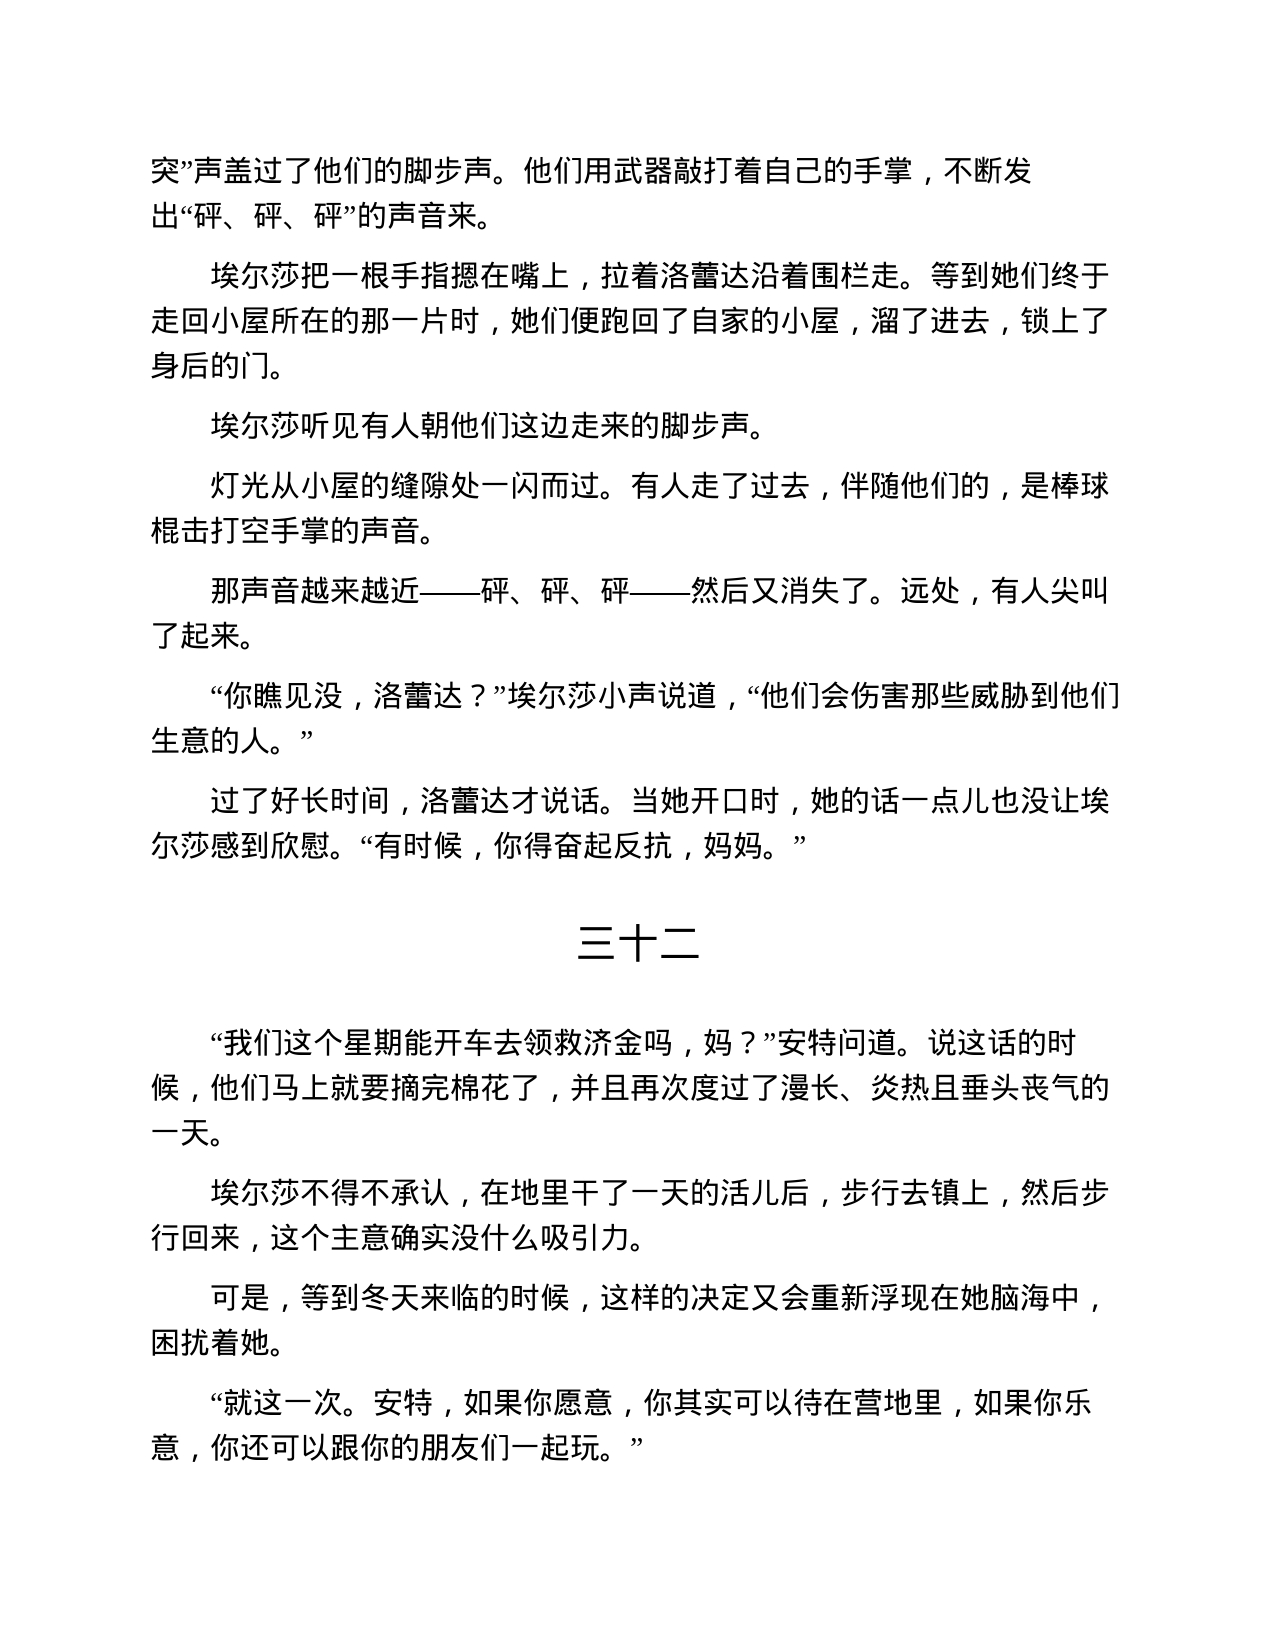 突”声盖过了他们的脚步声。他们用武器敲打着自己的手掌，不断发
出“砰、砰、砰”的声音来。
埃尔莎把一根手指摁在嘴上，拉着洛蕾达沿着围栏走。等到她们终于
走回小屋所在的那一片时，她们便跑回了自家的小屋，溜了进去，锁上了
身后的门。
埃尔莎听见有人朝他们这边走来的脚步声。
灯光从小屋的缝隙处一闪而过。有人走了过去，伴随他们的，是棒球
棍击打空手掌的声音。
那声音越来越近——砰、砰、砰——然后又消失了。远处，有人尖叫
了起来。
“你瞧见没，洛蕾达？”埃尔莎小声说道，“他们会伤害那些威胁到他们
生意的人。”
过了好长时间，洛蕾达才说话。当她开口时，她的话一点儿也没让埃
尔莎感到欣慰。“有时候，你得奋起反抗，妈妈。”
三十二
“我们这个星期能开车去领救济金吗，妈？”安特问道。说这话的时
候，他们马上就要摘完棉花了，并且再次度过了漫长、炎热且垂头丧气的
一天。
埃尔莎不得不承认，在地里干了一天的活儿后，步行去镇上，然后步
行回来，这个主意确实没什么吸引力。
可是，等到冬天来临的时候，这样的决定又会重新浮现在她脑海中，
困扰着她。
“就这一次。安特，如果你愿意，你其实可以待在营地里，如果你乐
意，你还可以跟你的朋友们一起玩。”